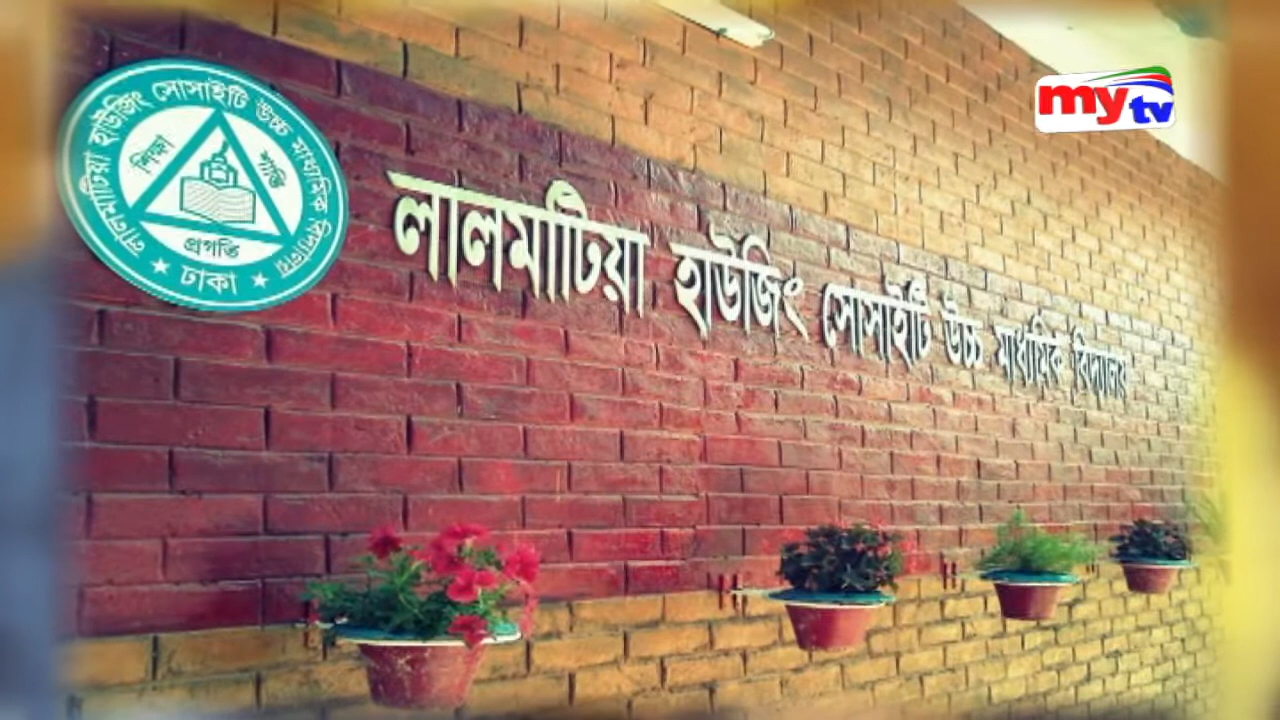 লালমাটিয়া হাউজিং সোসাইটি উচ্চ মাধ্যমিক বিদ্যালয়
শিক্ষা
শান্তি
প্রগতি
★ ঢাকা ★
লালমাটিয়া হাউজিং সোসাইটি উচ্চ মাধ্যমিক বিদ্যালয়
mytv